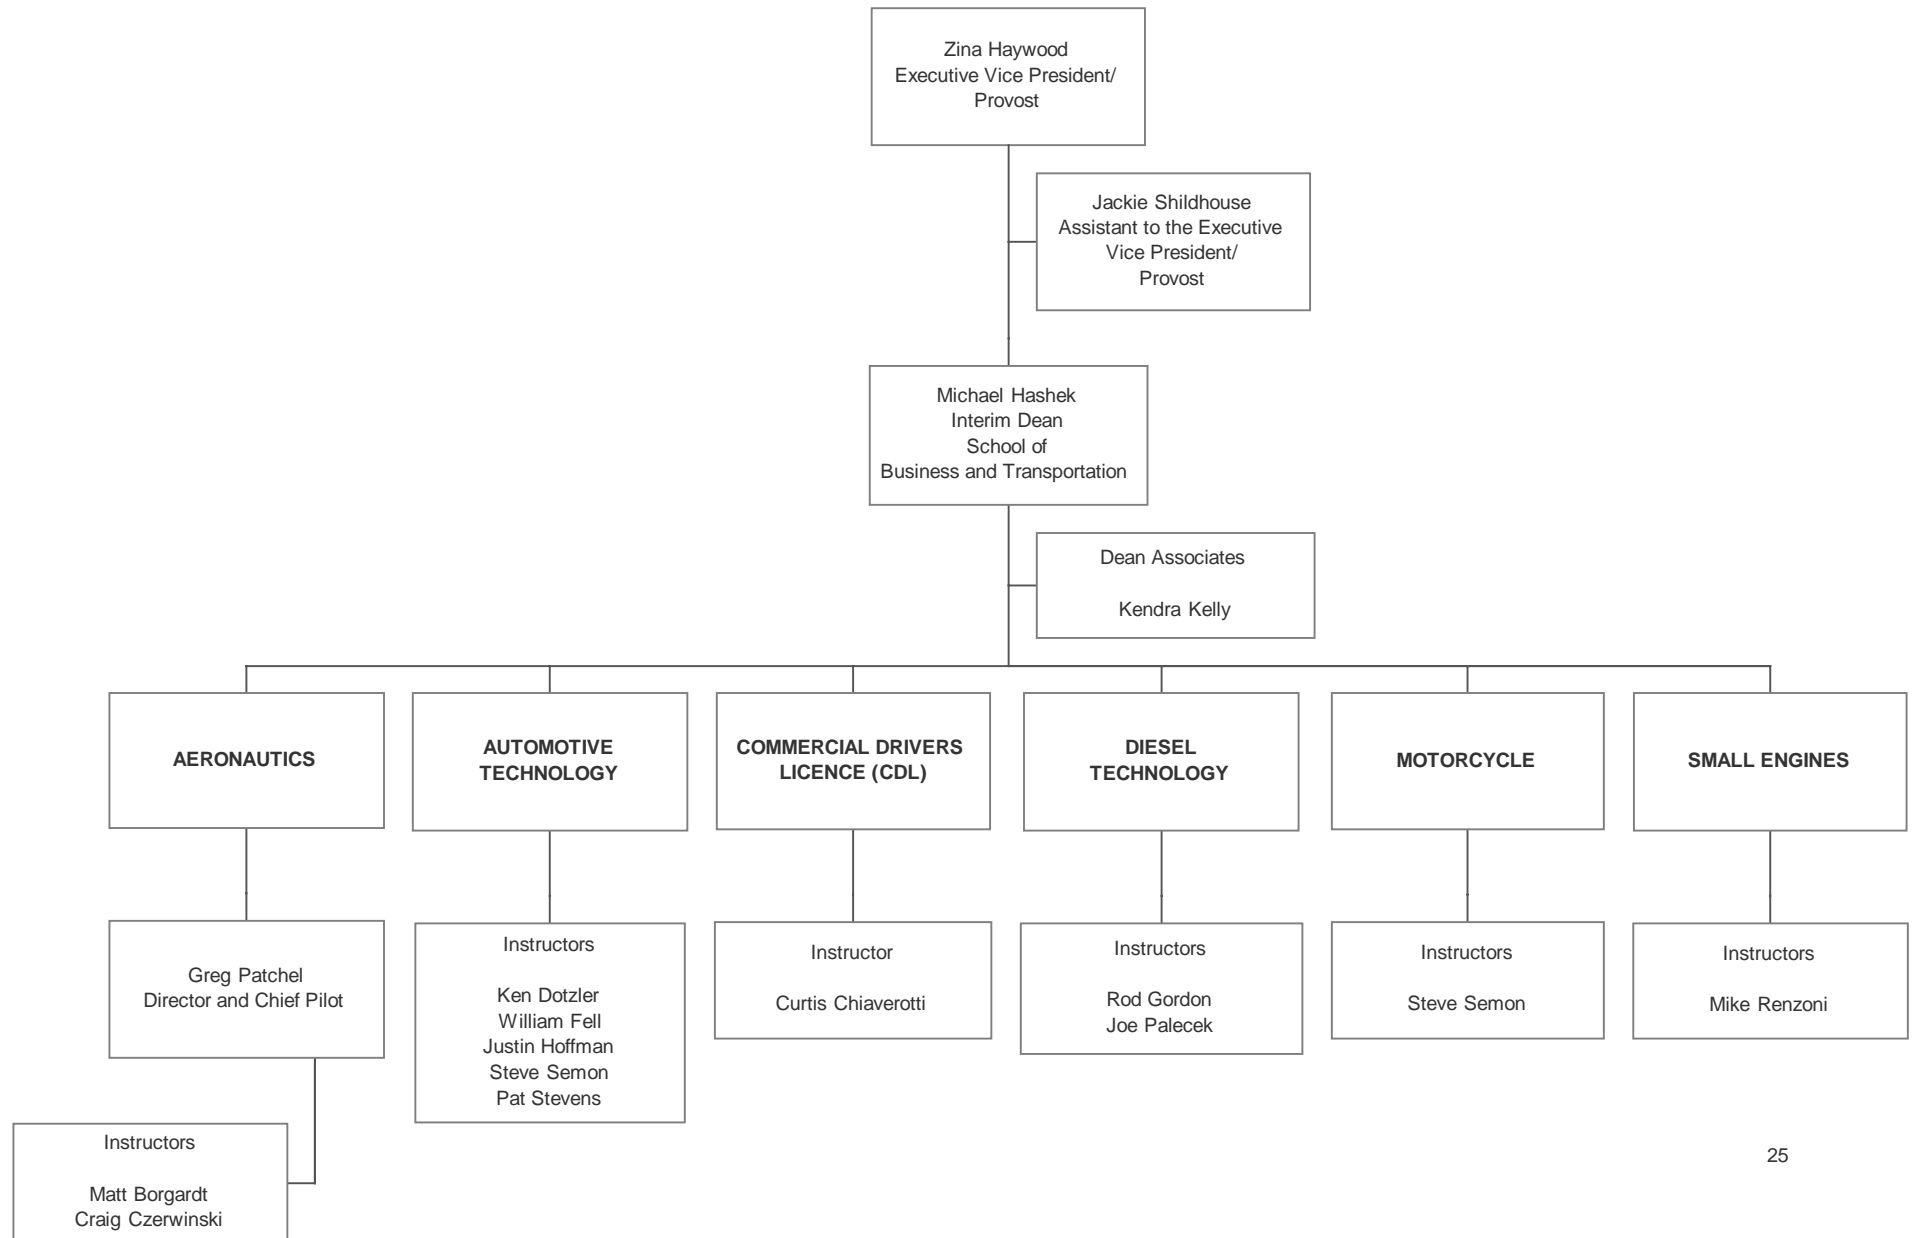 Zina Haywood
Executive Vice President/
Provost
Jackie Shildhouse
Assistant to the Executive
Vice President/
Provost
Michael Hashek
Interim Dean
School of
Business and Transportation
Dean Associates
Kendra Kelly
AERONAUTICS
AUTOMOTIVE
TECHNOLOGY
COMMERCIAL DRIVERS
LICENCE (CDL)
DIESEL
TECHNOLOGY
MOTORCYCLE
SMALL ENGINES
Greg Patchel
Director and Chief Pilot
Instructors
Ken Dotzler
William Fell
Justin Hoffman
Steve Semon
Pat Stevens
Instructor
Curtis Chiaverotti
Instructors
Rod Gordon
Joe Palecek
Instructors
Steve Semon
Instructors
Mike Renzoni
Instructors
Matt Borgardt
Craig Czerwinski
25